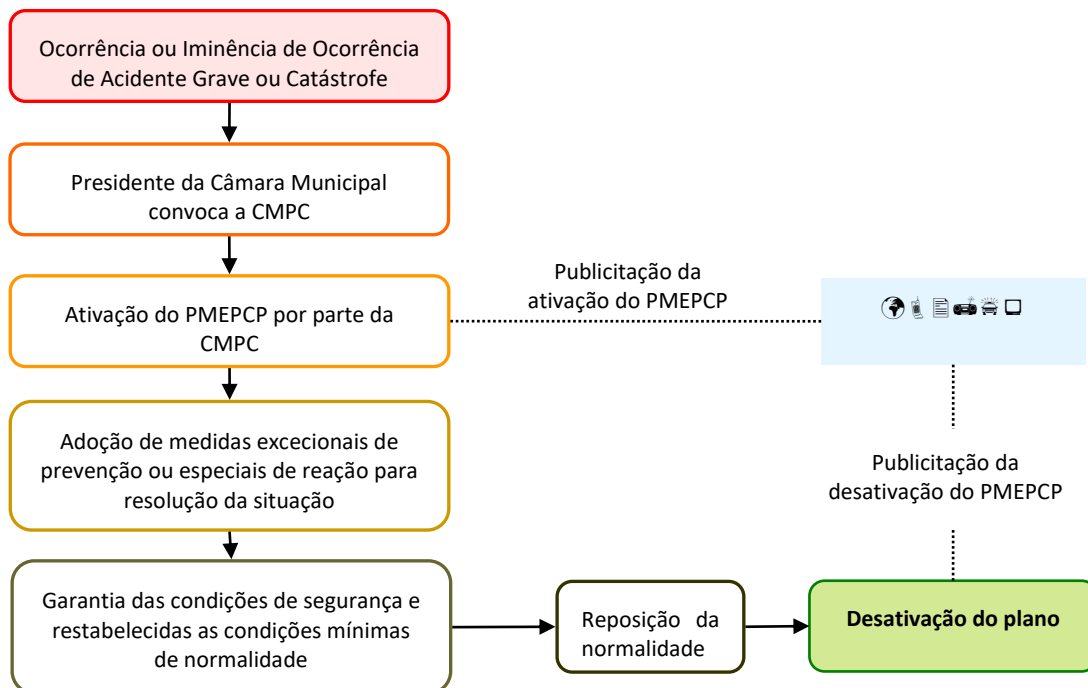 Ocorrência ou Iminência de Ocorrência
de Acidente Grave ou Catástrofe
Presidente da Câmara Municipal
convoca a CMPC
Ativação do PMEPCP por parte da
CMPC
Publicitação da
ativação do PMEPCP
Adoção de medidas excecionais de
prevenção ou especiais de reação para
resolução da situação
Publicitação da
desativação do PMEPCP
Garantia das condições de segurança e
restabelecidas as condições mínimas
de normalidade
Reposição da
normalidade
Desativação do plano